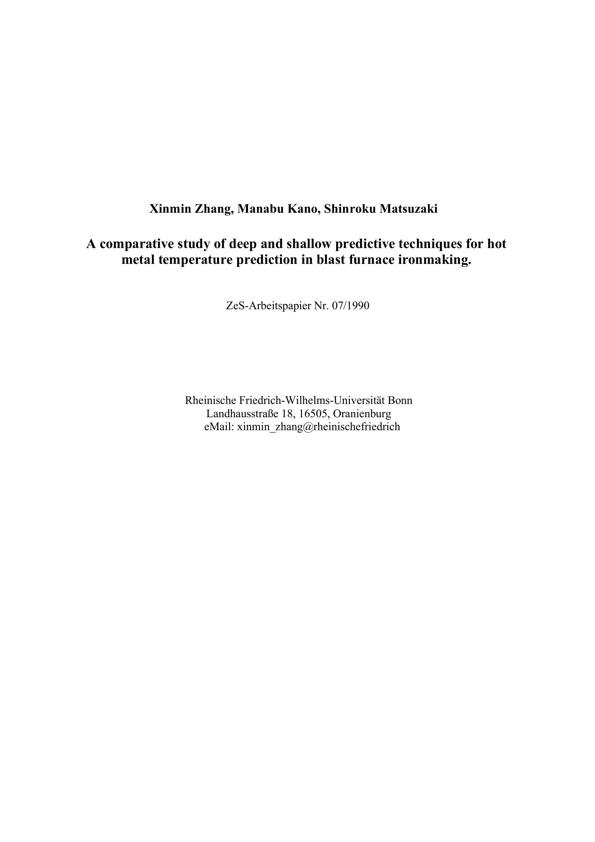 Xinmin Zhang, Manabu Kano, Shinroku Matsuzaki
A comparative study of deep and shallow predictive techniques for hot
metal temperature prediction in blast furnace ironmaking.
ZeS-Arbeitspapier Nr. 07/1990
Rheinische Friedrich-Wilhelms-Universität Bonn
Landhausstraße 18, 16505, Oranienburg
eMail: xinmin_zhang@rheinischefriedrich